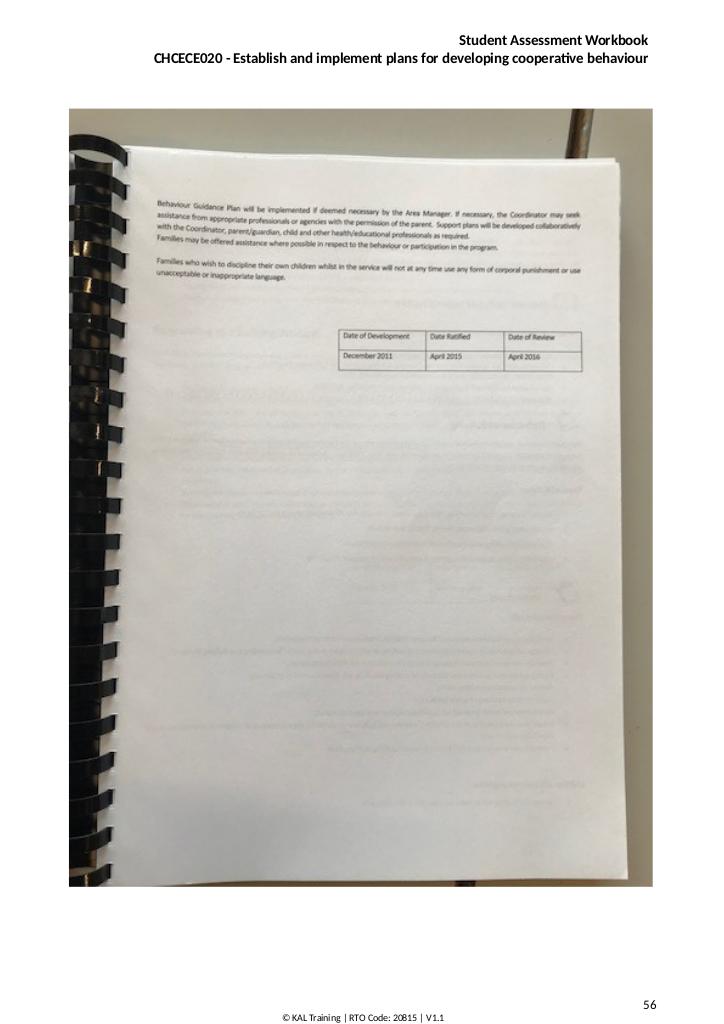 Student Assessment Workbook
CHCECE020 - Establish and implement plans for developing cooperative behaviour
Behaviour Guidance Plan will be implemented if deemed necessary by the Area Manager. If necessary, the Coordinator may seek
assistance from appropriate professionals or agencies with the permission of the parent. Support plans will be developed collaboratively
with the Coordinator, parent/guardian, child and other health/educational professionals as required.
Families may be offered assistance where possible in respect to the behaviour or participation in the program.
Families who wish to discipline their own children whilst in the service will not at any time use any form of corporal punishment or use
unacceptable or inappropriate language.
Date of Development Date Ratified Date of Review
December 2011 April 2015 April 2016
56
© KAL Training | RTO Code: 20815 | V1.1